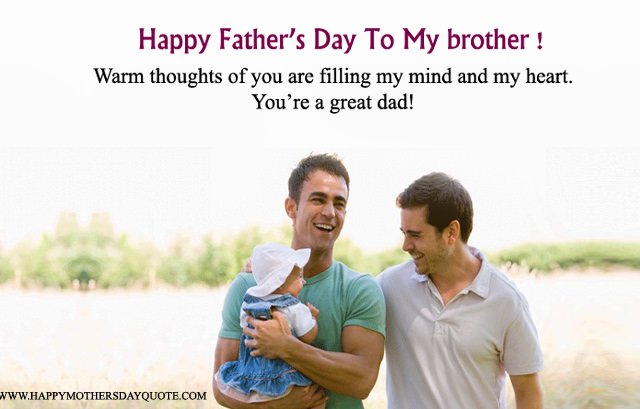 Happy Father's Day To My brother !
Warm thoughts of you are filling my mind and my heart.
You're a great dad!
WWW.HAPPYMOTHERSDAYQUOTE.COM